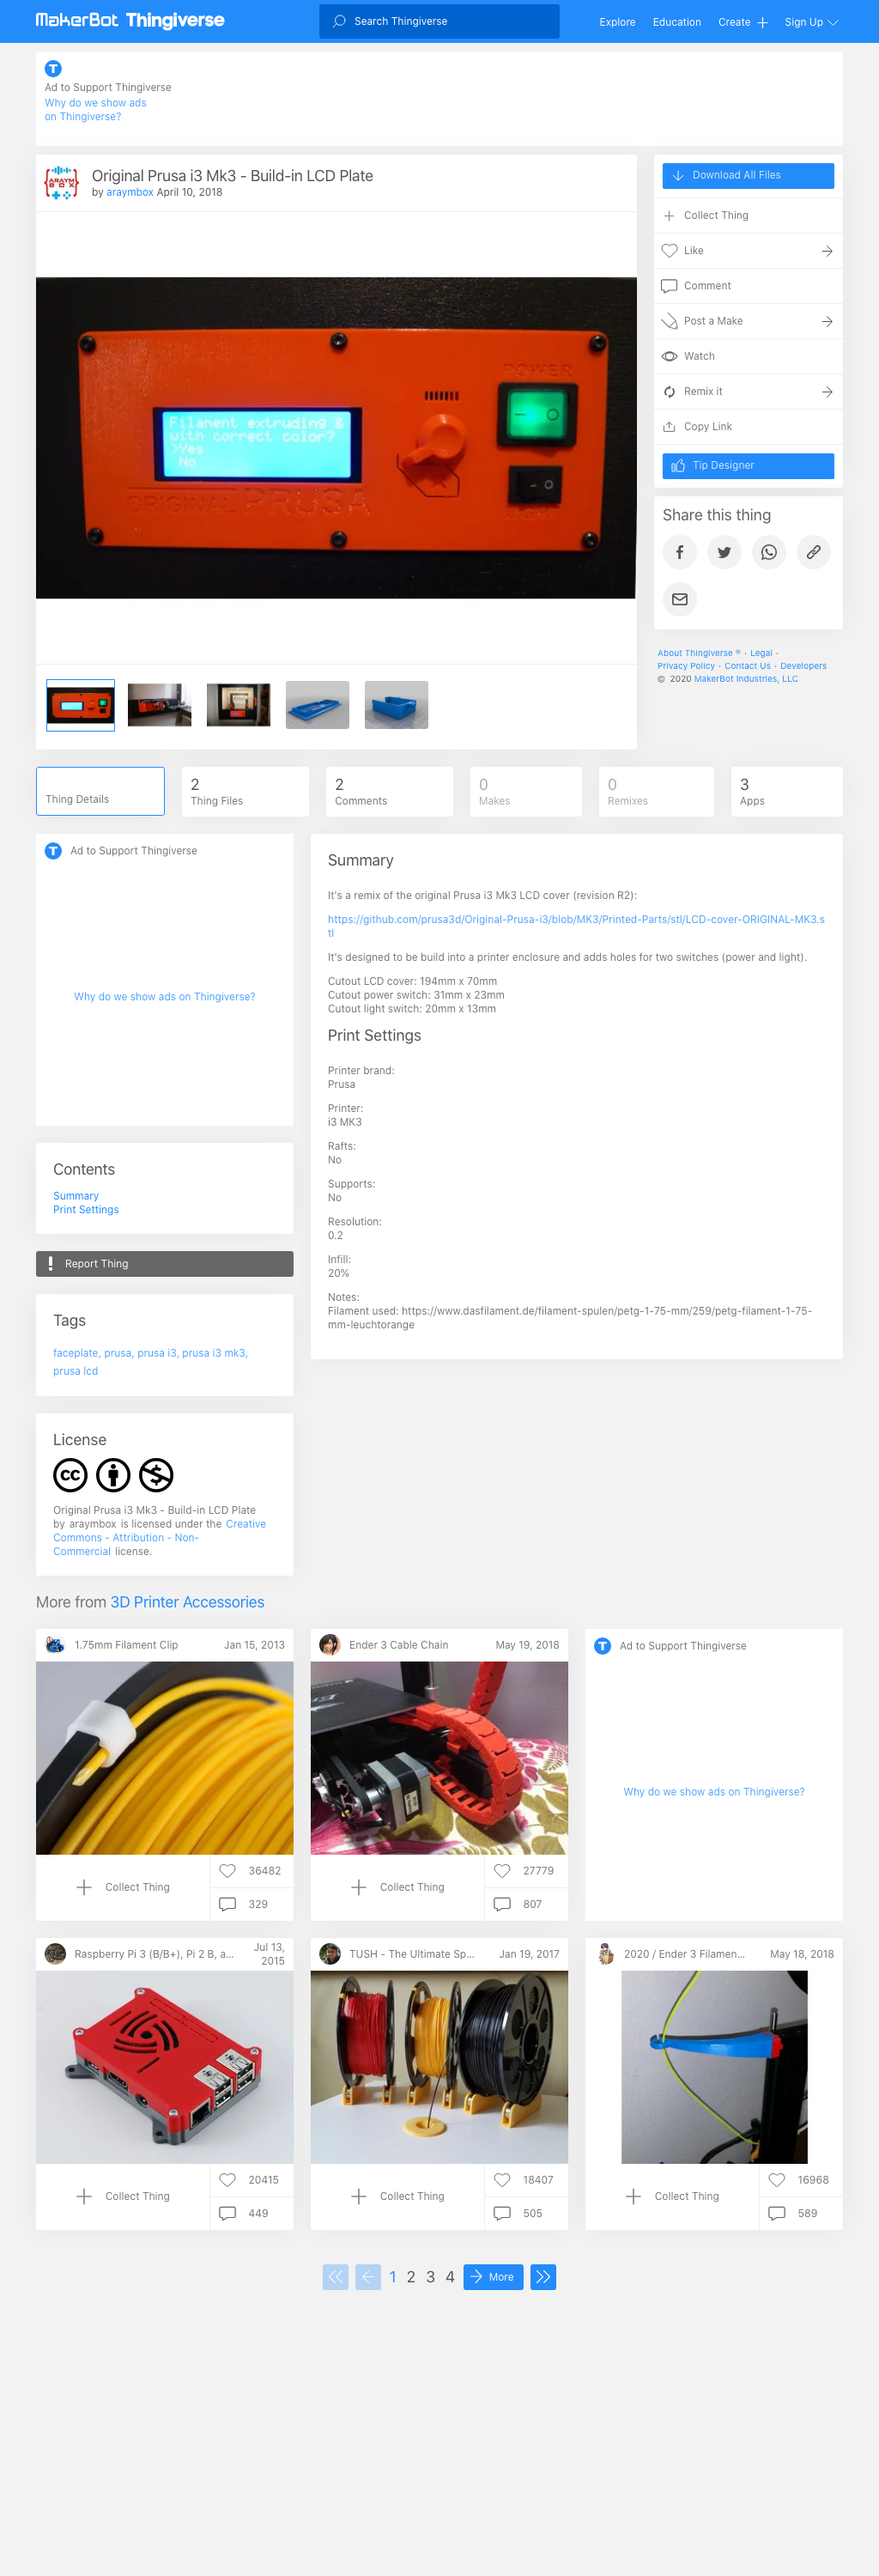 MakerBot Thingiverse
Search Thingiverse
Explore Education Create Sign Up
Ad to Support Thingiverse
Why do we show ads
on Thingiverse?
Original Prusa i3 Mk3 - Build-in LCD Plate
by araymbox April 10, 2018
ARAYM
BOX
POWER
Filament extruding &
with correct color?
>Yes
No
ORIGINAL PRUSA
Download All Files
Collect Thing
Like
Comment
Post a Make
Watch
Remix it
Copy Link
Tip Designer
Share this thing
About Thingiverse ® · Legal ·
Privacy Policy · Contact Us · Developers
© 2020 MakerBot Industries, LLC
Thing Details
2
Thing Files
2
Comments
0
Makes
0
Remixes
3
Apps
Ad to Support Thingiverse
Why do we show ads on Thingiverse?
Contents
Summary
Print Settings
Report Thing
Tags
faceplate, prusa, prusa i3, prusa i3 mk3,
prusa lcd
License
Original Prusa i3 Mk3 - Build-in LCD Plate
by araymbox is licensed under the Creative
Commons - Attribution - Non-
Commercial license.
Summary
It's a remix of the original Prusa i3 Mk3 LCD cover (revision R2):
https://github.com/prusa3d/Original-Prusa-i3/blob/MK3/Printed-Parts/stl/LCD-cover-ORIGINAL-MK3.s
tl
It's designed to be build into a printer enclosure and adds holes for two switches (power and light).
Cutout LCD cover: 194mm x 70mm
Cutout power switch: 31mm x 23mm
Cutout light switch: 20mm x 13mm
Print Settings
Printer brand:
Prusa
Printer:
i3 MK3
Rafts:
No
Supports:
No
Resolution:
0.2
Infill:
20%
Notes:
Filament used: https://www.dasfilament.de/filament-spulen/petg-1-75-mm/259/petg-filament-1-75-
mm-leuchtorange
More from 3D Printer Accessories
1.75mm Filament Clip Jan 15, 2013
Collect Thing
36482
329
Ender 3 Cable Chain May 19, 2018
Collect Thing
27779
807
Ad to Support Thingiverse
Why do we show ads on Thingiverse?
Raspberry Pi 3 (B/B+), Pi 2 B, a... Jul 13,
2015
Collect Thing
20415
449
TUSH - The Ultimate Sp... Jan 19, 2017
Collect Thing
18407
505
2020 / Ender 3 Filamen... May 18, 2018
Collect Thing
16968
589
1 2 3 4 More